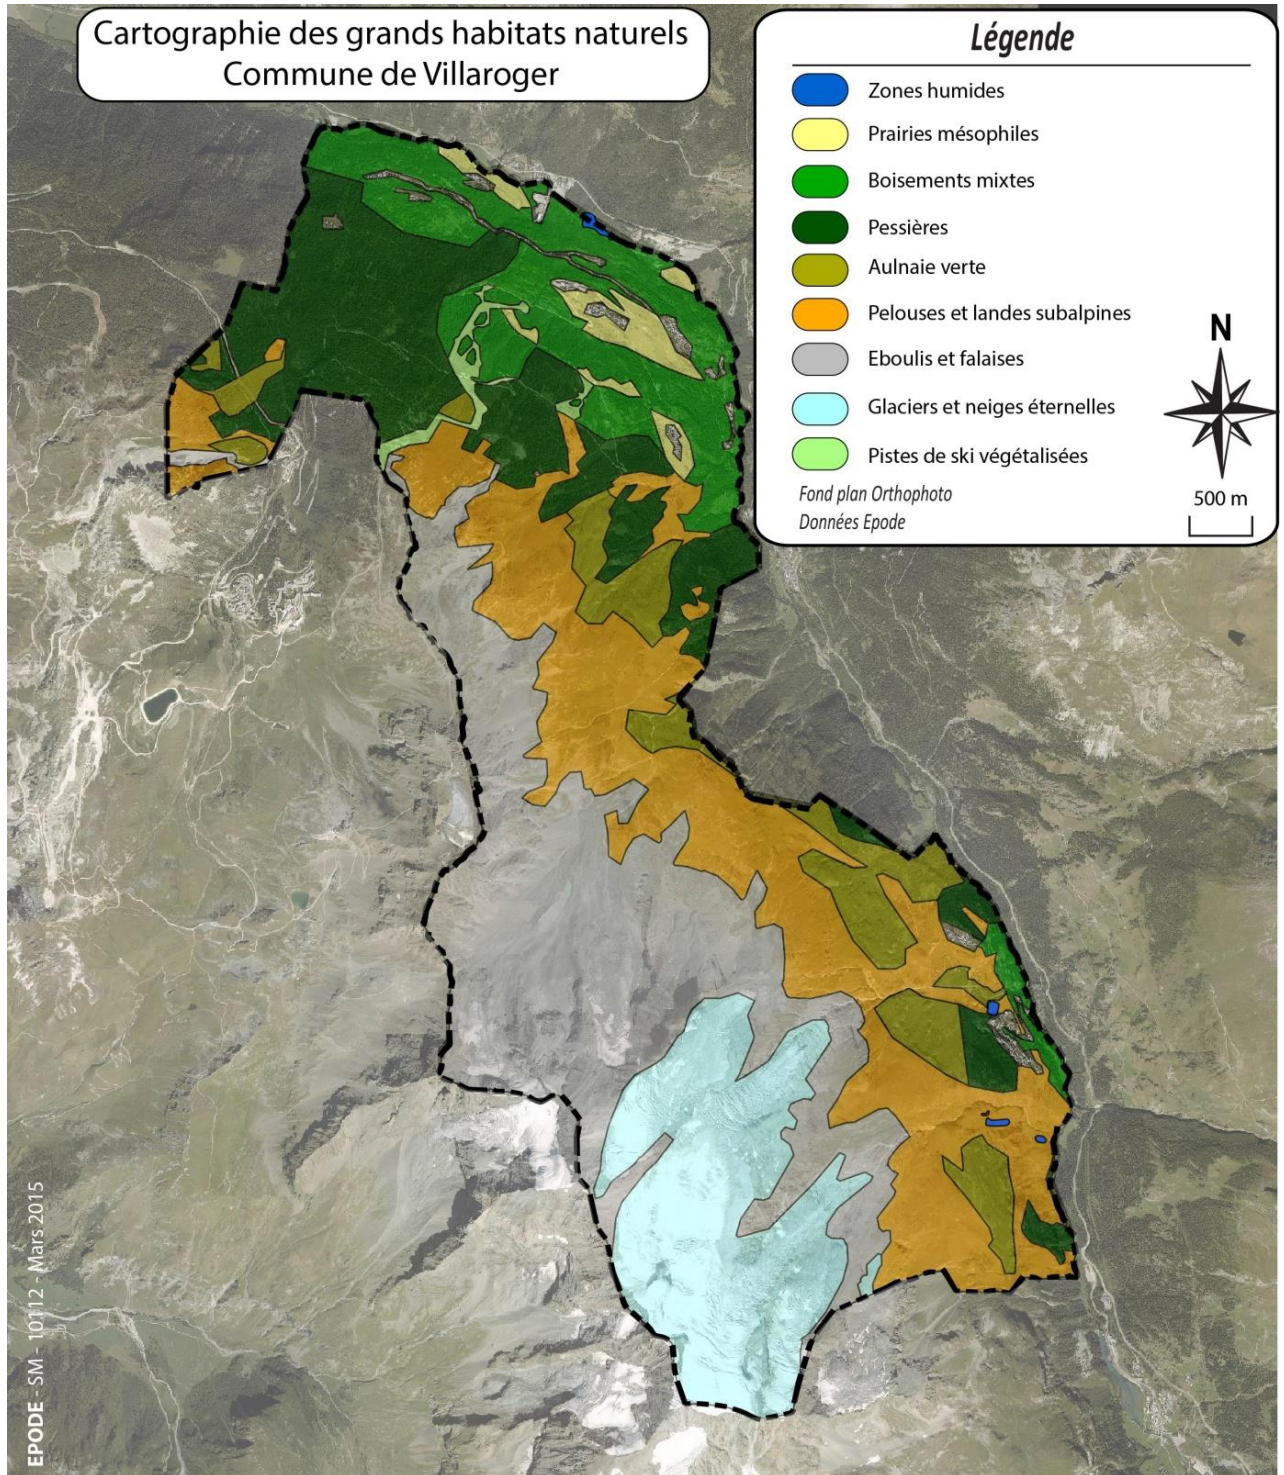 Cartographie des grands habitats naturels
Commune de Villaroger
Légende
Zones humides
Prairies mésophiles
Boisements mixtes
Pessières
Aulnaie verte
Pelouses et landes subalpines
Eboulis et falaises
Glaciers et neiges éternelles
Pistes de ski végétalisées
Fond plan Orthophoto
Données Epode
N
500 m
EPODE - SM - 10112 - Mars 2015